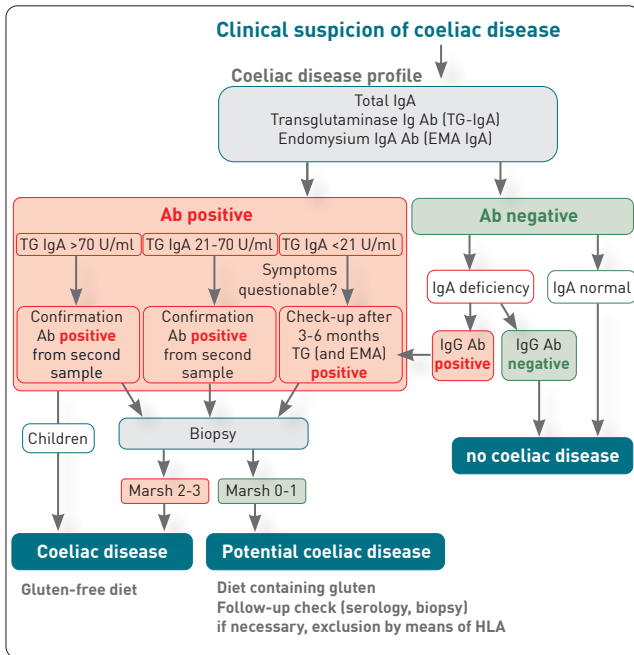 Clinical suspicion of coeliac disease
Coeliac disease profile
Total IgA
Transglutaminase Ig Ab (TG-IgA)
Endomysium IgA Ab (EMA IgA)
Ab positive
TG IgA >70 U/ml
TG IgA 21-70 U/ml
TG IgA <21 U/ml
Symptoms
questionable?
Confirmation
Ab positive
from second
sample
Confirmation
Ab positive
from second
sample
Check-up after
3-6 months
TG (and EMA)
positive
Ab negative
IgA deficiency
IgA normal
IgG Ab
positive
IgG Ab
negative
Children
Biopsy
no coeliac disease
Marsh 2-3
Marsh 0-1
Coeliac disease
Potential coeliac disease
Gluten-free diet
Diet containing gluten
Follow-up check (serology, biopsy)
if necessary, exclusion by means of HLA